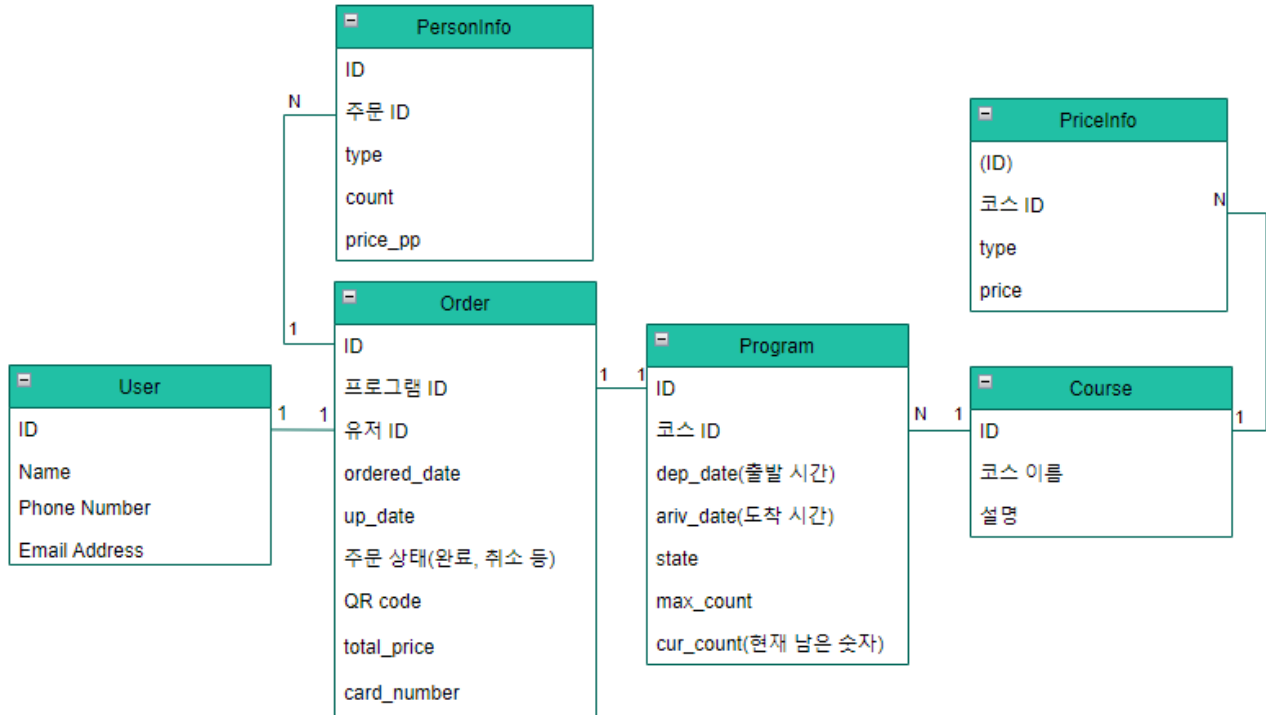 PersonInfo
ID
주문 ID
type
count
price_pp
N
1
PriceInfo
(ID)
코스 ID
type
price
N
1
Order
ID
프로그램 ID
유저 ID
ordered_date
up_date
주문 상태(완료, 취소 등)
QR code
total_price
card_number
User
ID
Name
Phone Number
Email Address
1
1
1
1
Program
ID
코스 ID
dep_date(출발 시간)
ariv_date(도착 시간)
state
max_count
cur_count(현재 남은 숫자)
N
1
Course
ID
코스 이름
설명